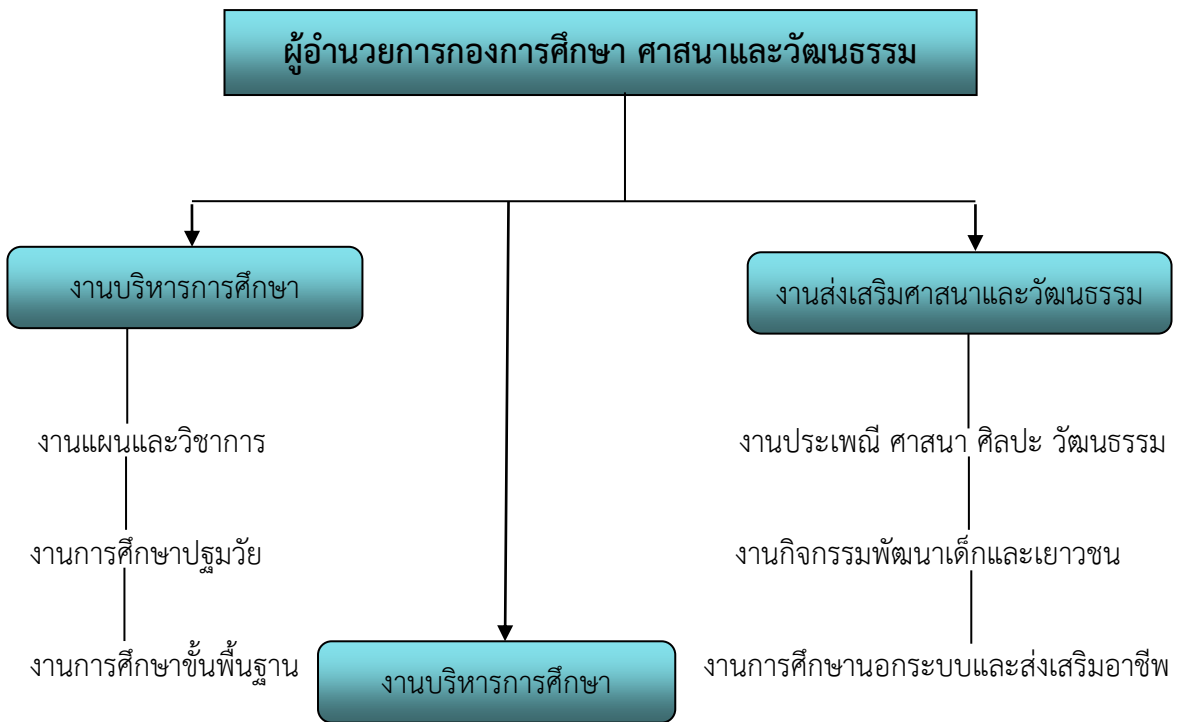 ผู้อำนวยการกองการศึกษา ศาสนาและวัฒนธรรม
งานบริหารการศึกษา
งานแผนและวิชาการ
งานการศึกษาปฐมวัย
งานการศึกษาขั้นพื้นฐาน
งานบริหารการศึกษา
งานส่งเสริมศาสนาและวัฒนธรรม
งานประเพณี ศาสนา ศิลปะ วัฒนธรรม
งานกิจกรรมพัฒนาเด็กและเยาวชน
งานการศึกษานอกระบบและส่งเสริมอาชีพ